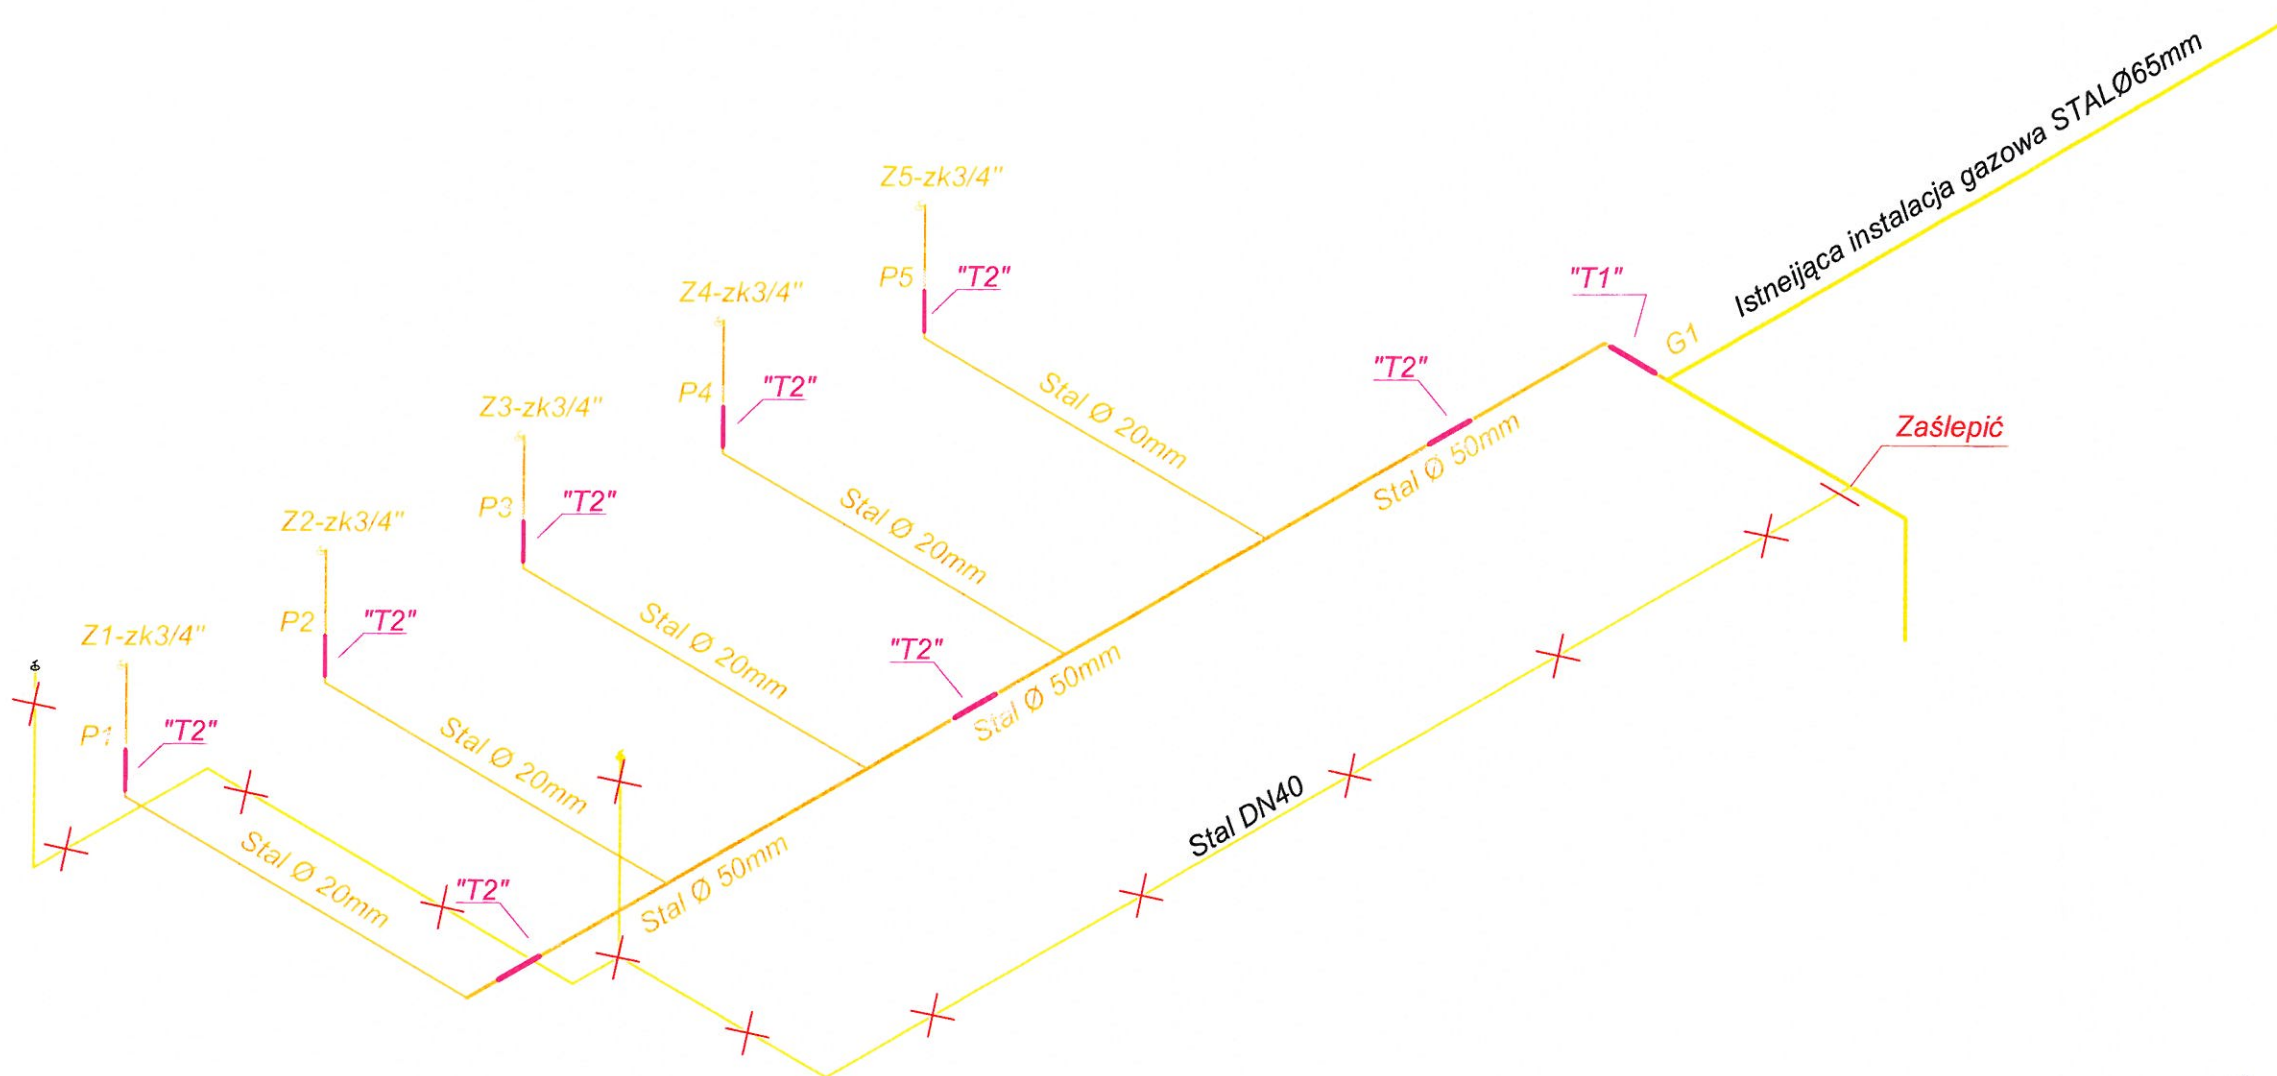 Istneijąca instalacja gazowa STALØ65mm
Z5-zk3/4"
P5
"T2"
"T1"
G1
Z4-zk3/4"
P4
"T2"
"T2"
Stal Ø 20mm
Stal Ø 50mm
Zaślepić
Z3-zk3/4"
P3
"T2"
Stal Ø 20mm
Z2-zk3/4"
P2
"T2"
Stal Ø 20mm
"T2"
Stal Ø 50mm
Z1-zk3/4"
P1
"T2"
Stal Ø 20mm
Stal DN40
Stal Ø 20mm
"T2"
Stal Ø 50mm